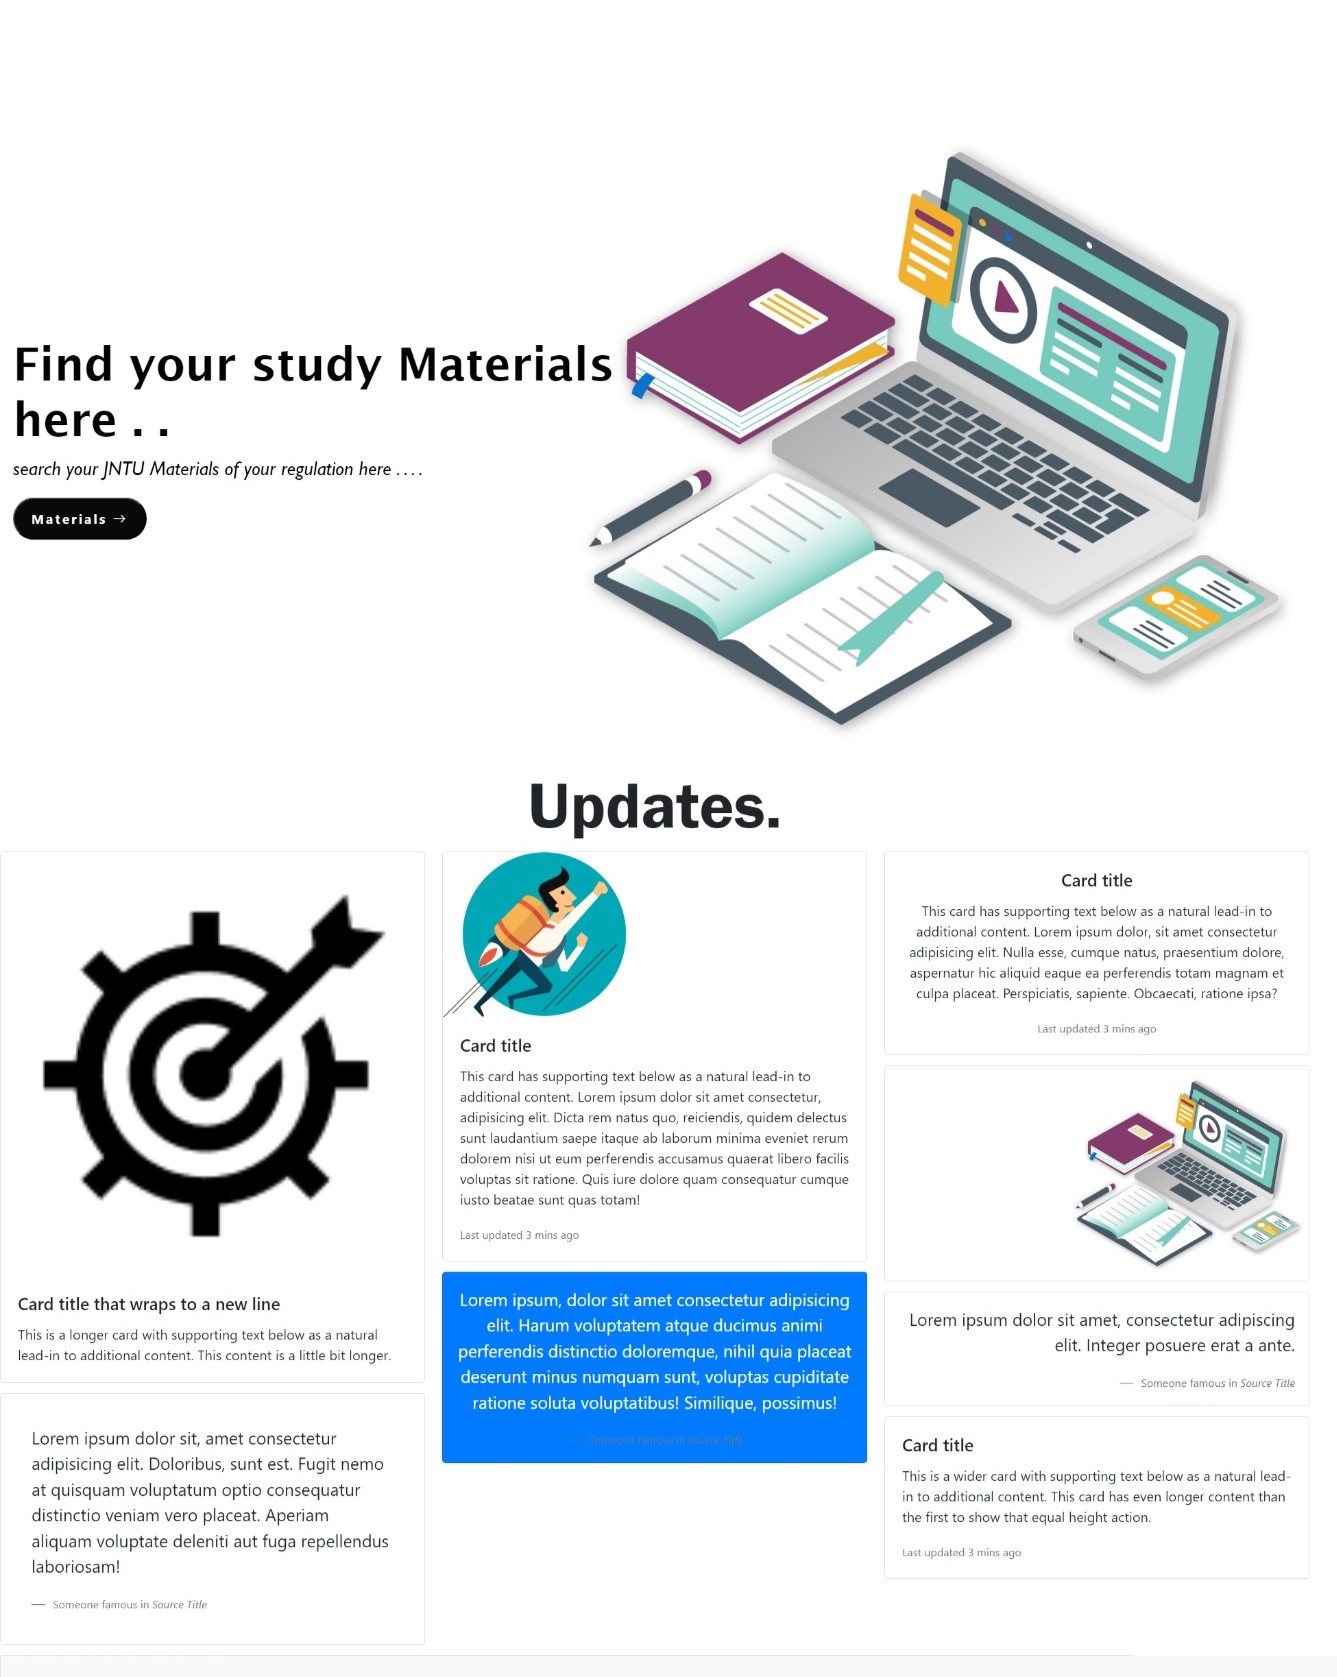 Find your study Materials
here . .
search your JNTU Materials of your regulation here . . . .
Materials →
Updates.
Card title that wraps to a new line
This is a longer card with supporting text below as a natural
lead-in to additional content. This content is a little bit longer.
Lorem ipsum dolor sit, amet consectetur
adipisicing elit. Doloribus, sunt est. Fugit nemo
at quisquam voluptatum optio consequatur
distinctio veniam vero placeat. Aperiam
aliquam voluptate deleniti aut fuga repellendus
laboriosam!
— Someone famous in Source Title
Card title
This card has supporting text below as a natural lead-in to
additional content. Lorem ipsum dolor sit amet consectetur,
adipisicing elit. Dicta rem natus quo, reiciendis, quidem delectus
sunt laudantium saepe itaque ab laborum minima eveniet rerum
dolorem nisi ut eum perferendis accusamus quaerat libero facilis
voluptas sit ratione. Quis iure dolore quam consequatur cumque
iusto beatae sunt quas totam!
Last updated 3 mins ago
Lorem ipsum, dolor sit amet consectetur adipisicing
elit. Harum voluptatem atque ducimus animi
perferendis distinctio doloremque, nihil quia placeat
deserunt minus numquam sunt, voluptas cupiditate
ratione soluta voluptatibus! Similique, possimus!
— Someone famous in Source Title
Card title
This card has supporting text below as a natural lead-in to
additional content. Lorem ipsum dolor, sit amet consectetur
adipisicing elit. Nulla esse, cumque natus, praesentium dolore,
aspernatur hic aliquid eaque ea perferendis totam magnam et
culpa placeat. Perspiciatis, sapiente. Obcaecati, ratione ipsa?
Last updated 3 mins ago
Lorem ipsum dolor sit amet, consectetur adipiscing
elit. Integer posuere erat a ante.
— Someone famous in Source Title
Card title
This is a wider card with supporting text below as a natural lead-
in to additional content. This card has even longer content than
the first to show that equal height action.
Last updated 3 mins ago